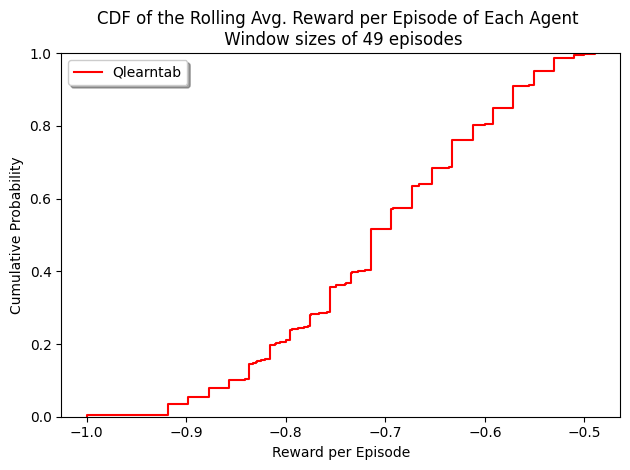 CDF of the Rolling Avg. Reward per Episode of Each Agent
Window sizes of 49 episodes
Qlearntab
Cumulative Probability
1.0
0.8
0.6
0.4
0.2
0.0
−1.0 −0.9 −0.8 −0.7 −0.6 −0.5
Reward per Episode